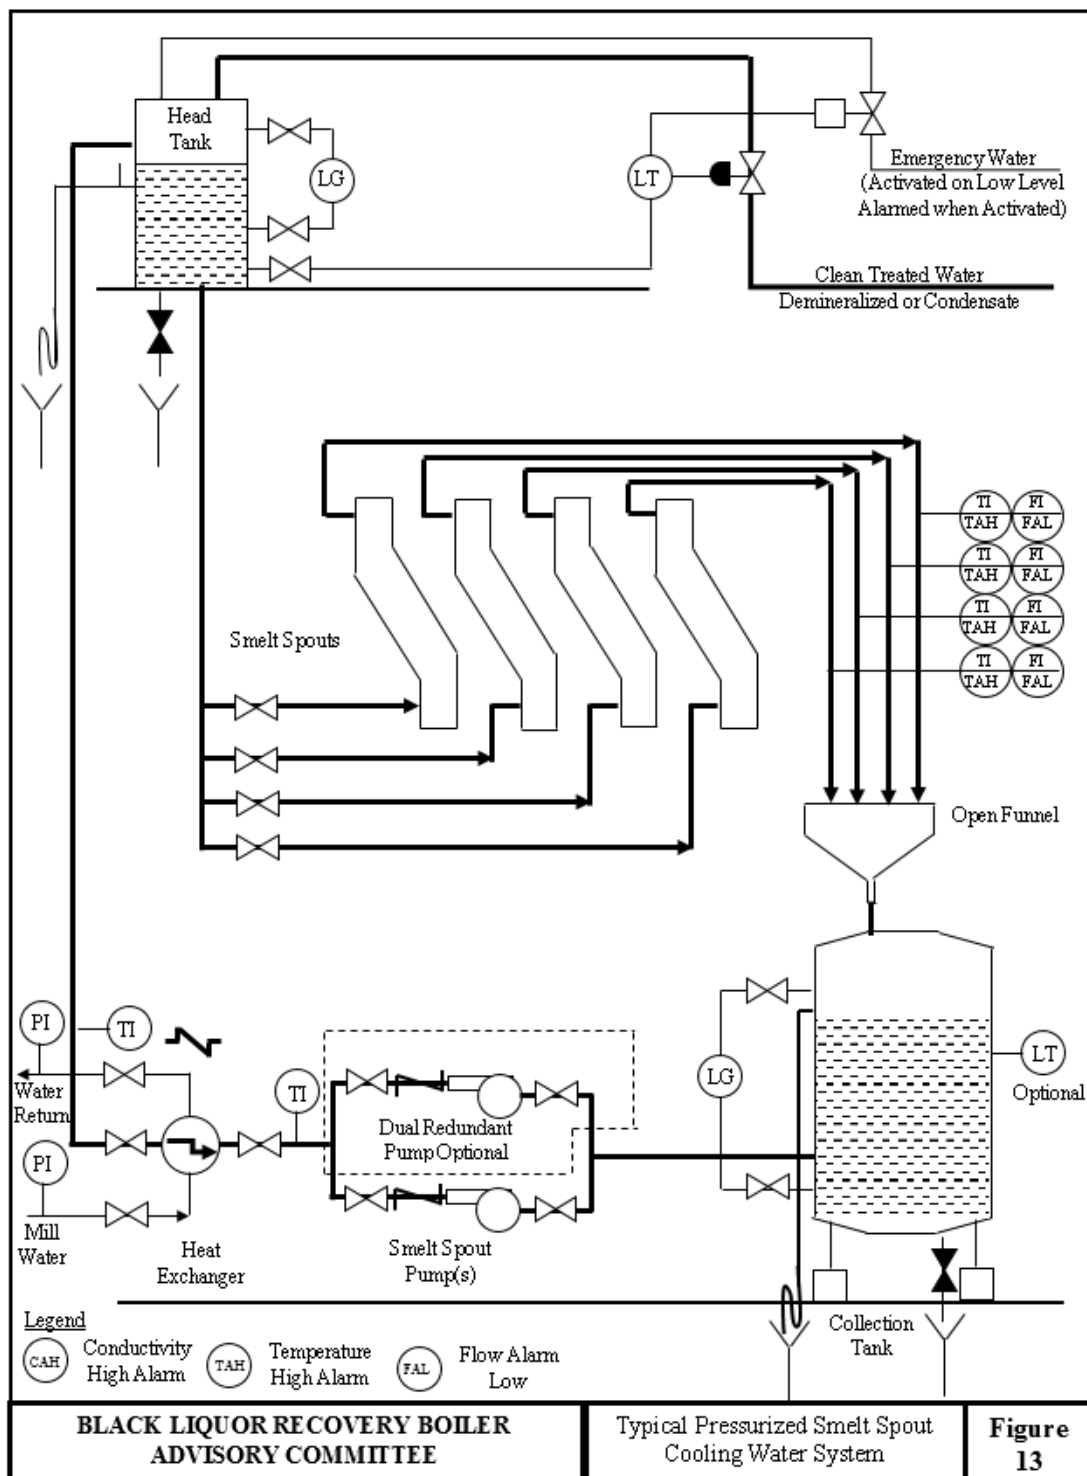 Head
Tank
LG
LT
Emergency Water
(Activated on Low Level
Alarmed when Activated)
Clean Treated Water
Demineralized or Condensate
TI
TAH
FI
FAL
TI
TAH
FI
FAL
TI
TAH
FI
FAL
TI
TAH
FI
FAL
Smelt Spouts
Open Funnel
PI
TI
Water
Return
TI
PI
Mill
Water
Heat
Exchanger
Dual Redundant
Pump Optional
Smelt Spout
Pump(s)
LG
LT
Optional
Collection
Tank
Legend
CAH
Conductivity
High Alarm
TAH
Temperature
High Alarm
FAL
Flow Alarm
Low
BLACK LIQUOR RECOVERY BOILER
ADVISORY COMMITTEE
Typical Pressurized Smelt Spout
Cooling Water System
Figure
13